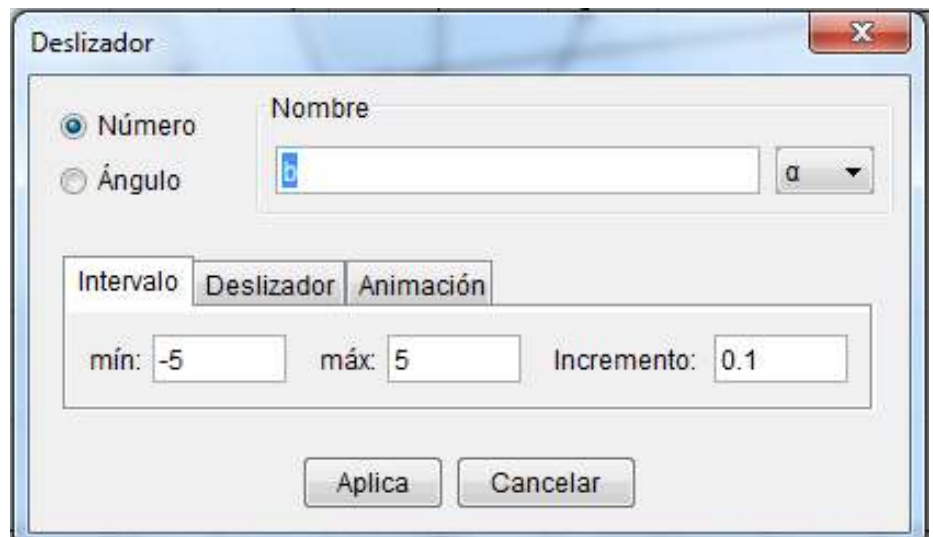 Deslizador
Número
Ángulo
Nombre
b
α
Intervalo Deslizador Animación
mín: -5 máx: 5 Incremento: 0.1
Aplica Cancelar